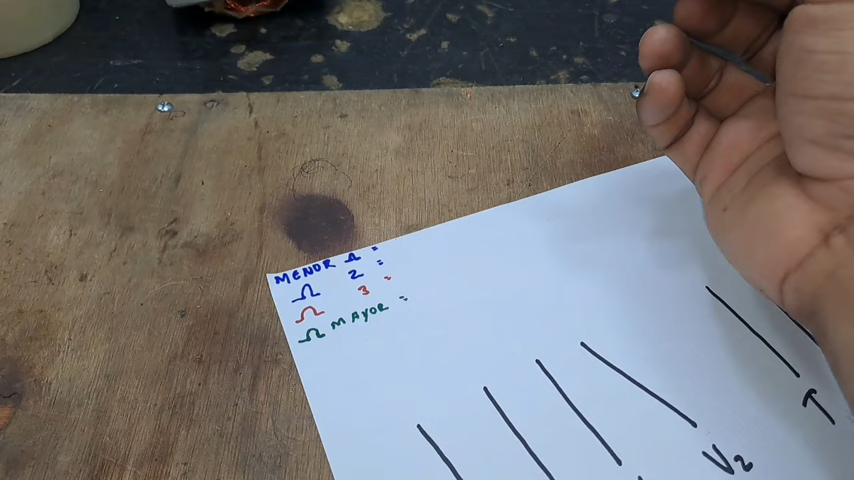 MENOR Ω =
Ω 2 =
Ω 3 =
Ω MAYOR =
V2
T